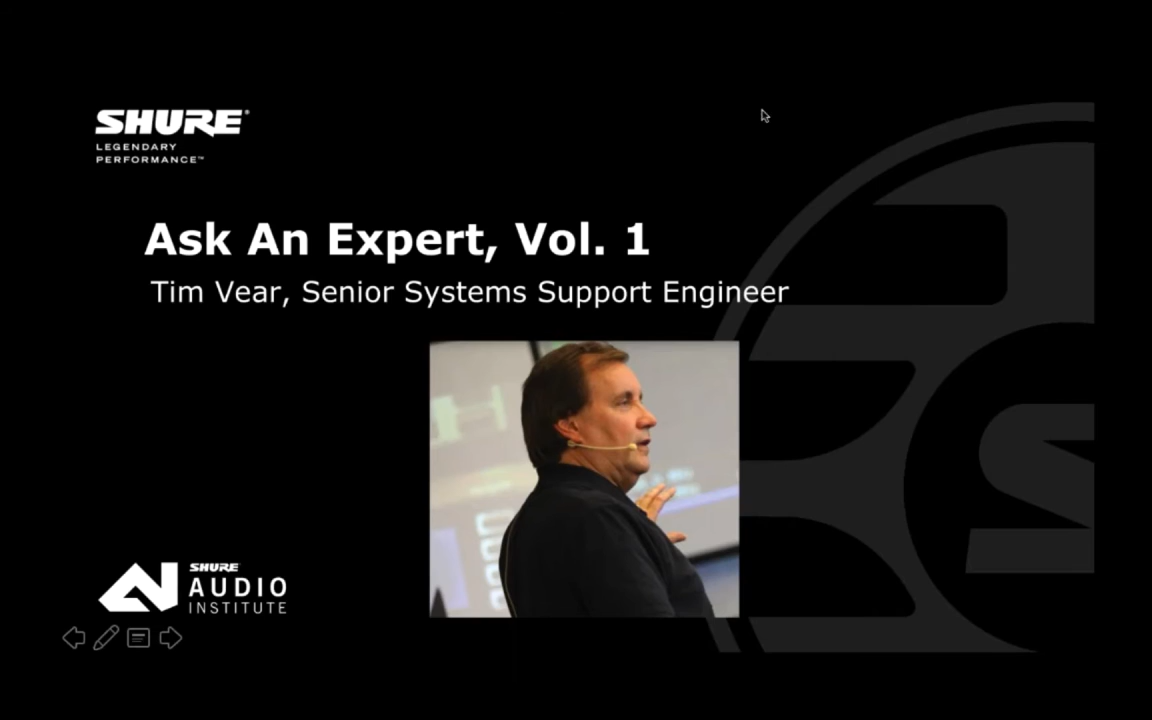 SHURE®
LEGENDARY
PERFORMANCE™
Ask An Expert, Vol. 1
Tim Vear, Senior Systems Support Engineer
SHURE
AUDIO
INSTITUTE